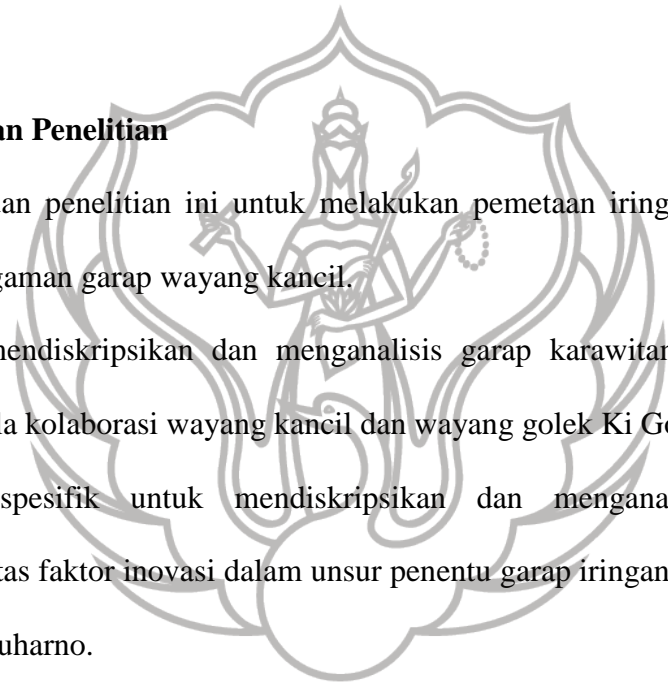 an Penelitian
an penelitian ini untuk melakukan pemetaan iring
gaman garap wayang kancil.
nendiskripsikan dan menganalisis garap karawitan
la kolaborasi wayang kancil dan wayang golek Ki Ge
spesifik untuk mendiskripsikan dan mengana
tas faktor inovasi dalam unsur penentu garap iringan
uharno.